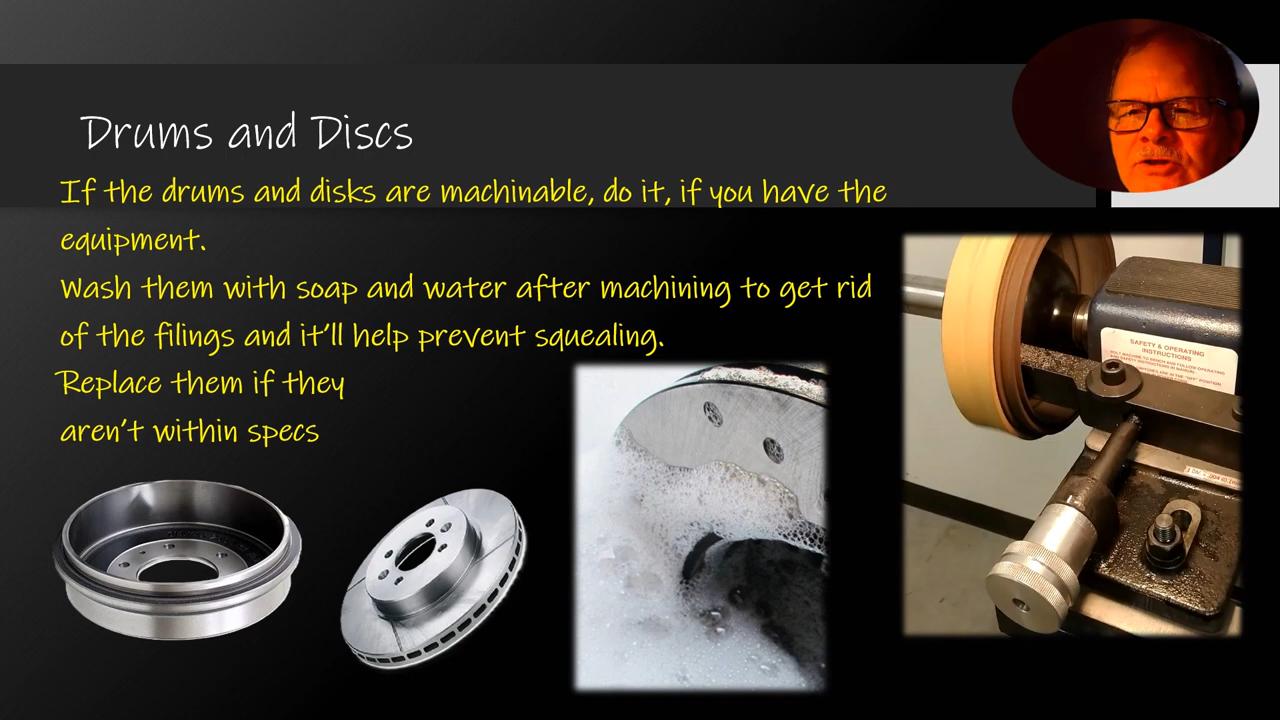 Drums and Discs
If the drums and disks are machinable, do it, if you have the
equipment.
Wash them with soap and water after machining to get rid
of the filings and it'll help prevent squealing.
Replace them if they
aren't within specs
SAFETY & OPERATING
INSTRUCTIONS